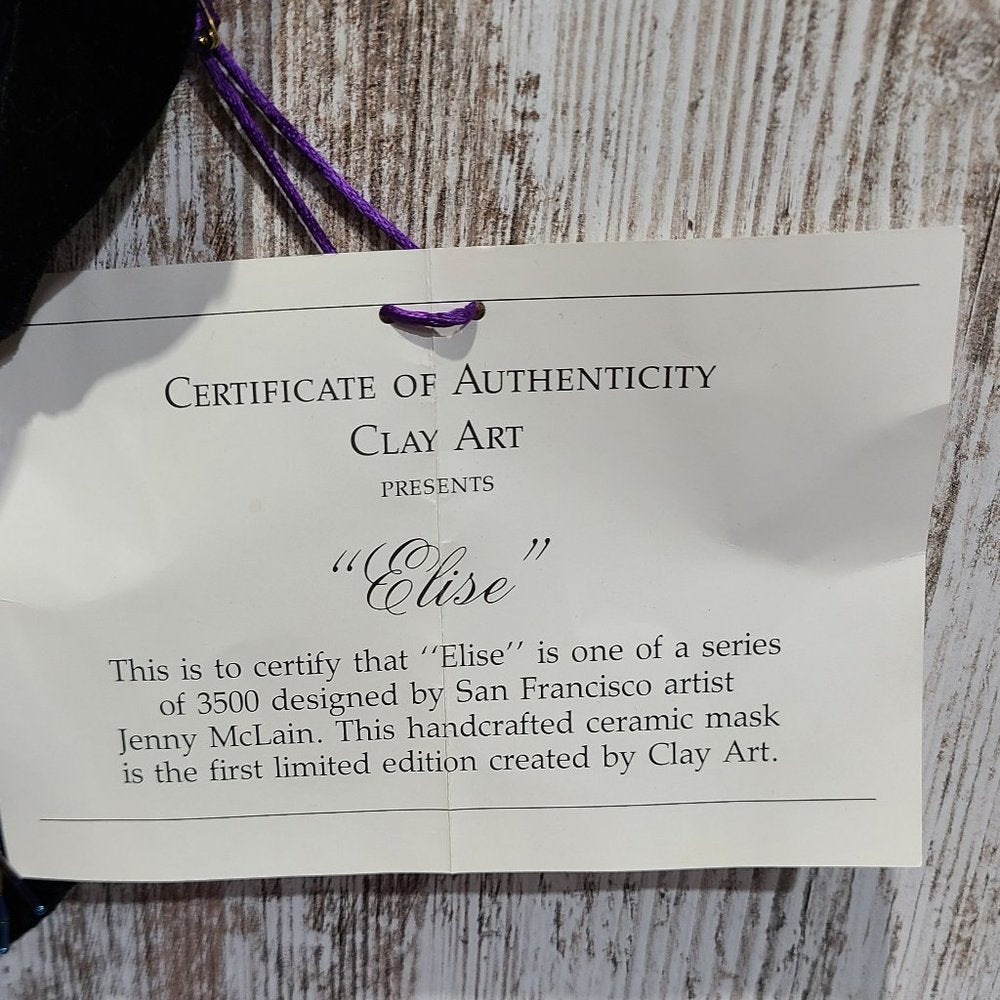 CERTIFICATE OF AUTHENTICITY
CLAY ART
PRESENTS
“Elise”
This is to certify that ‘‘Elise’’ is one of a series
of 3500 designed by San Francisco artist
Jenny McLain. This handcrafted ceramic mask
is the first limited edition created by Clay Art.